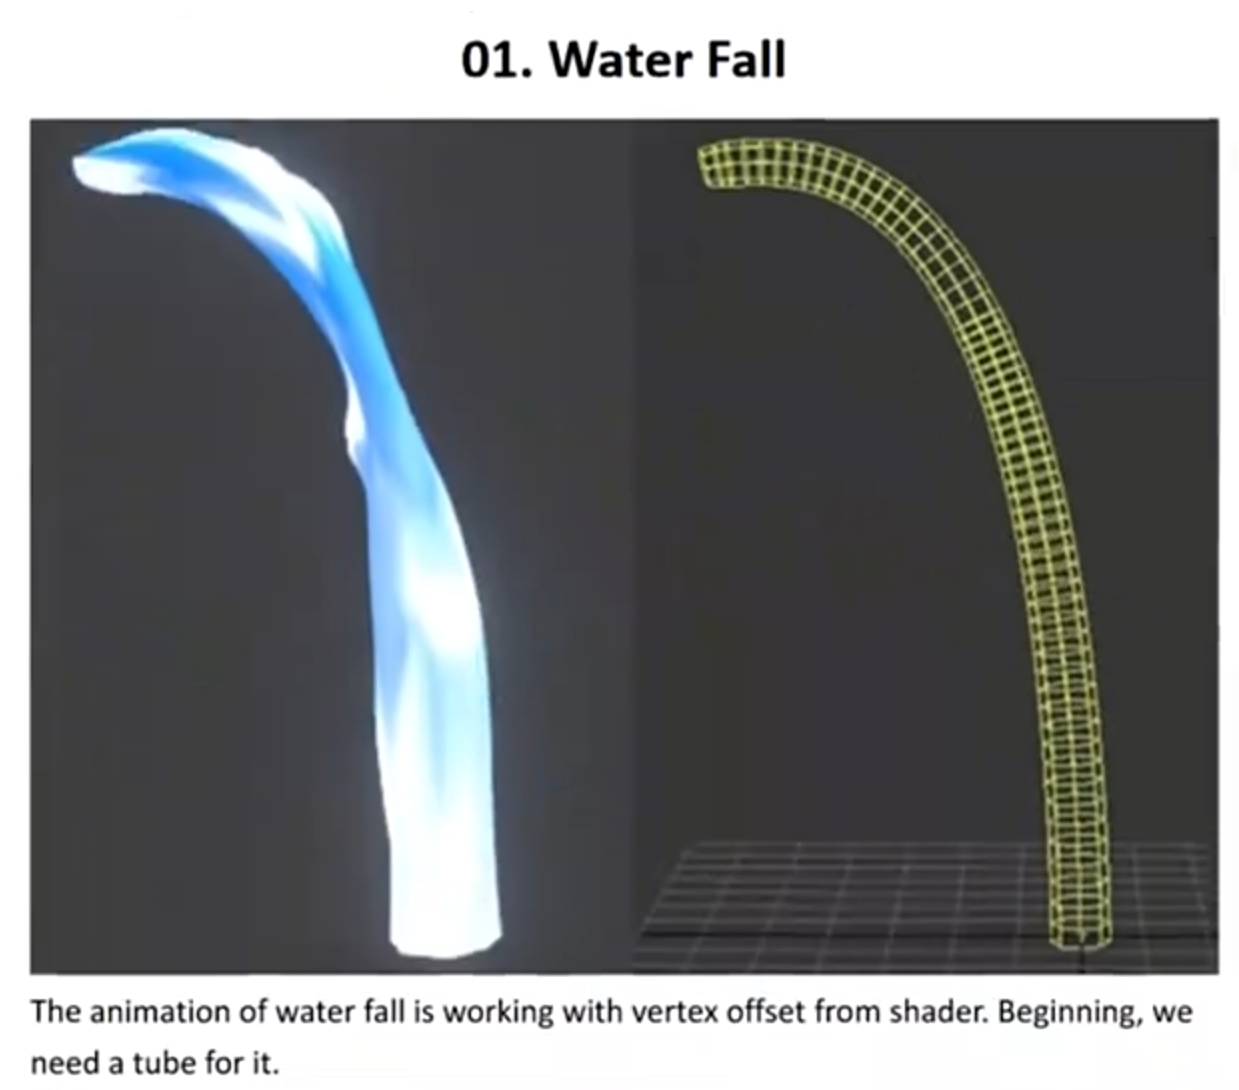 01. Water Fall
The animation of water fall is working with vertex offset from shader. Beginning, we
need a tube for it.